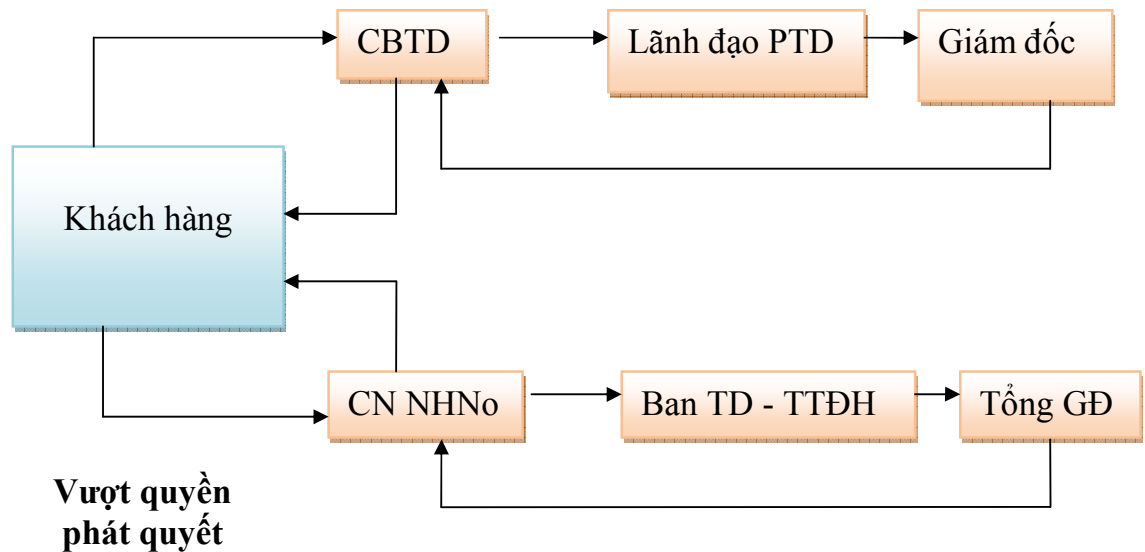 CBTD
Lãnh đạo PTD
Giám đốc
Khách hàng
CN NHNo
Ban TD - TTĐH
Tổng GĐ
Vượt quyền
phát quyết